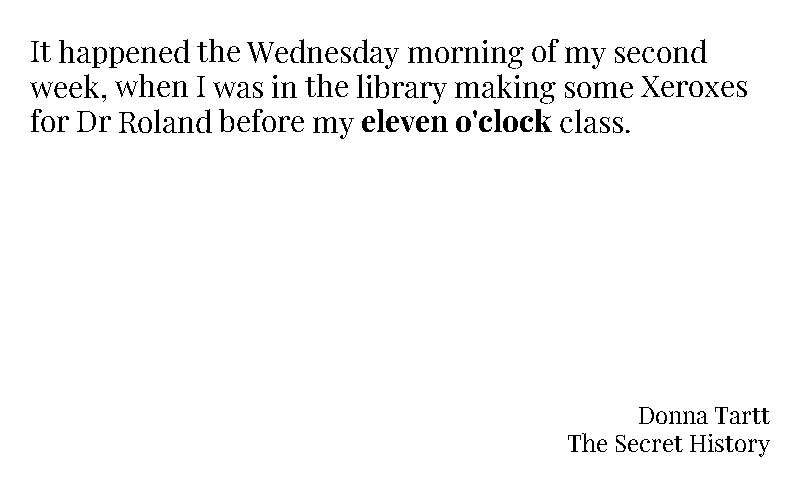 It happened the Wednesday morning of my second
week, when I was in the library making some Xeroxes
for Dr Roland before my eleven o'clock class.
Donna Tartt
The Secret History